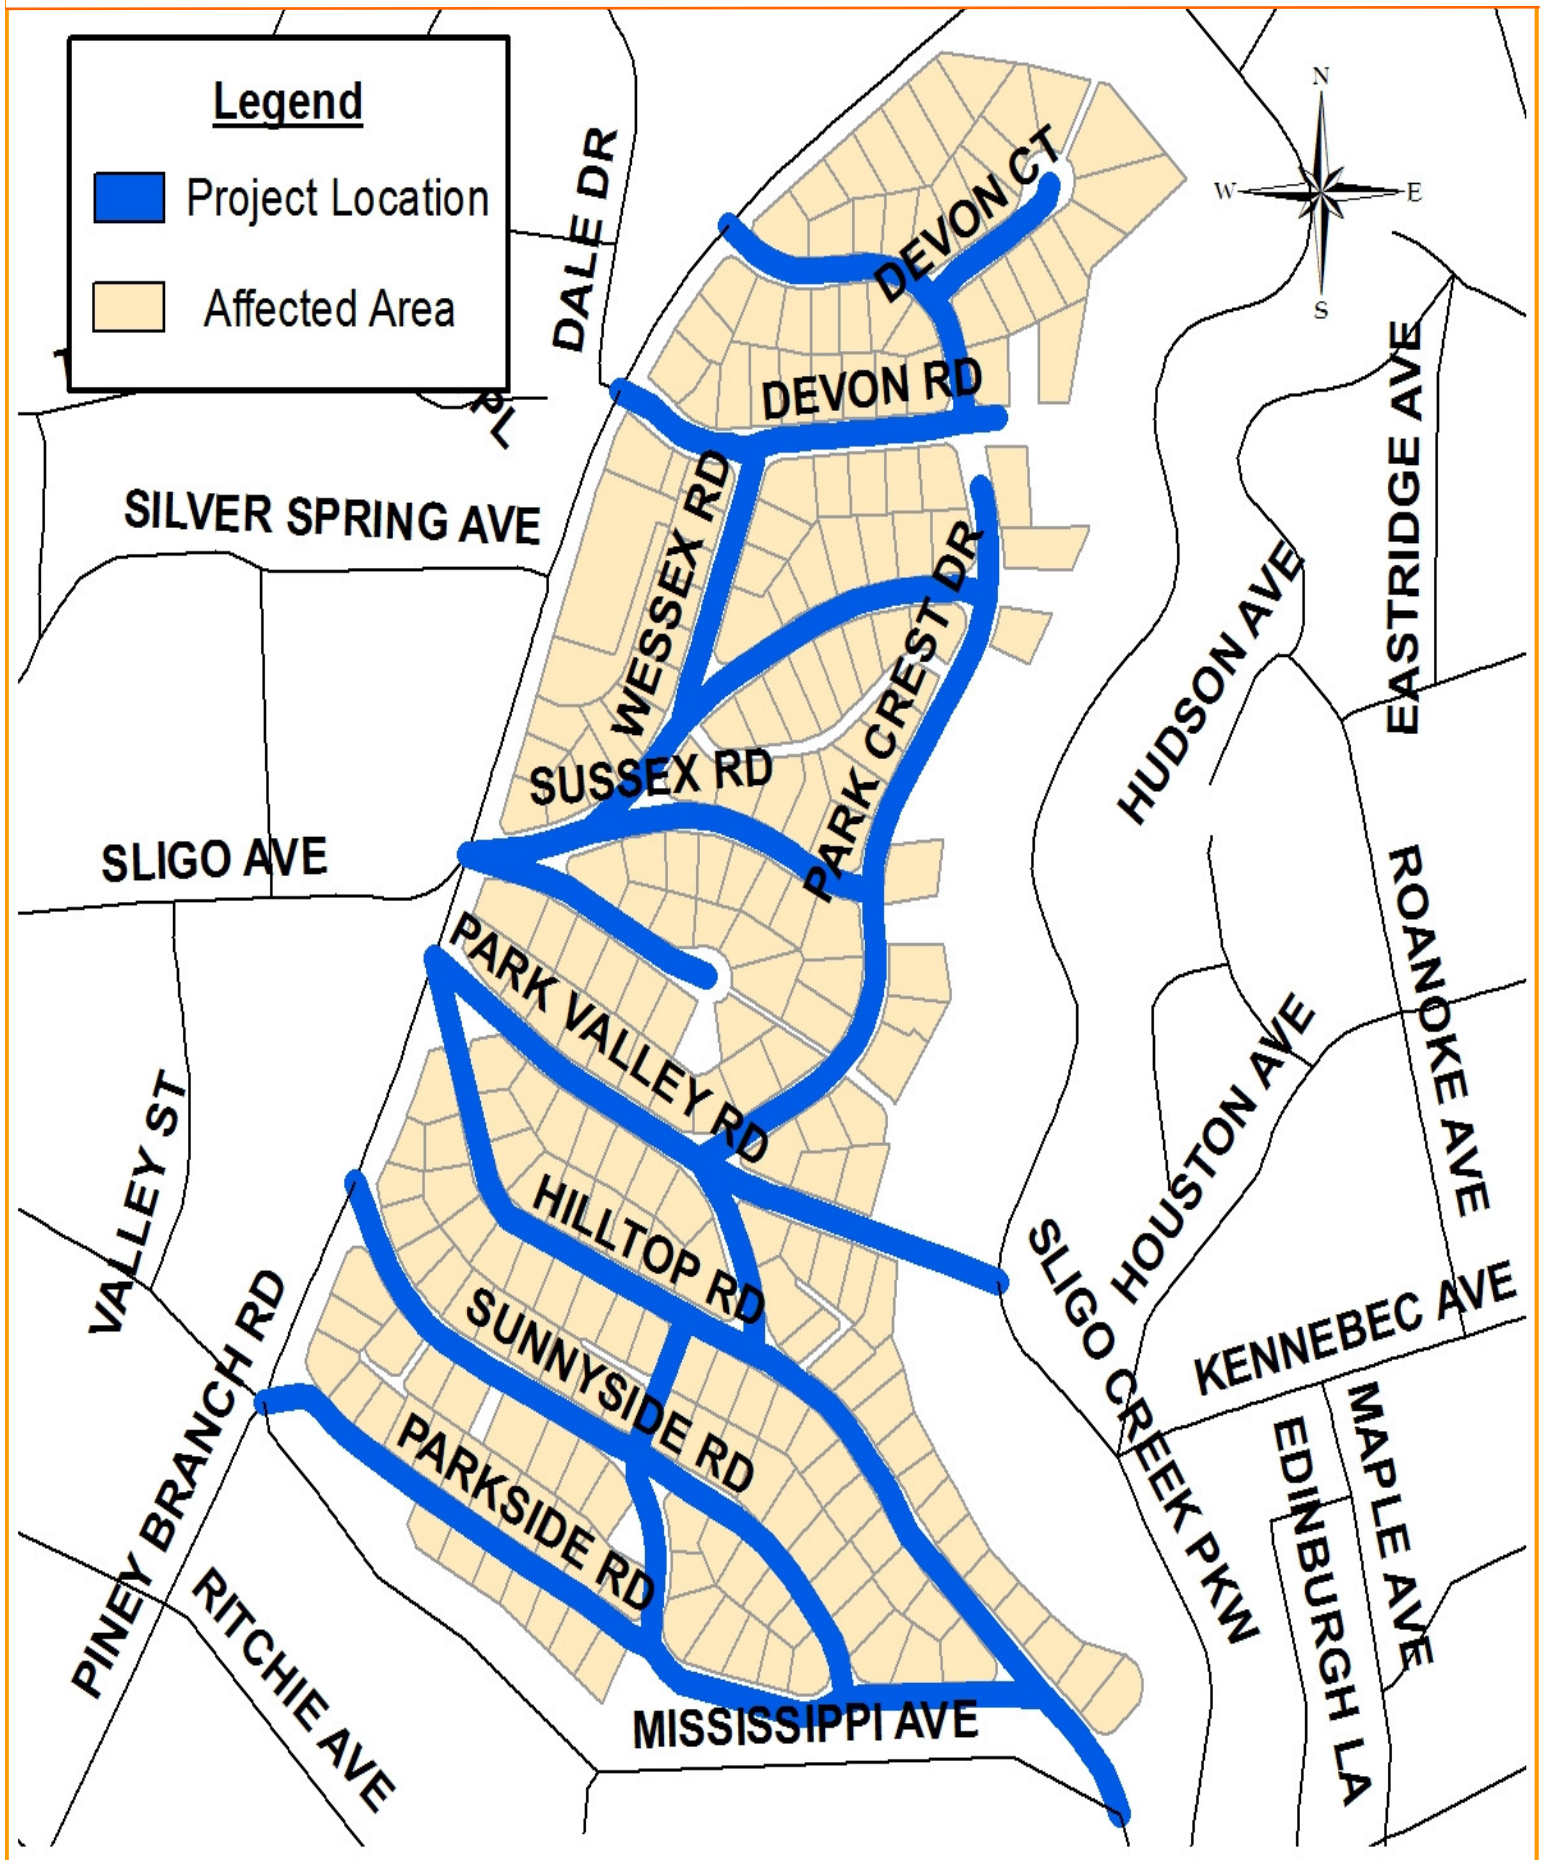 Legend
Project Location
Affected Area
N
W
E
S
DALE DR
DEVON CT
DEVON RD
PL
SILVER SPRING AVE
WESSEX RD
PARK CREST DR
EASTRIDGE AVE
HUDSON AVE
SUSSEX RD
SLIGO AVE
PARK VALLEY RD
ROANOKE AVE
HOUSTON AVE
VALLEY ST
HILLTOP RD
SUNNYSIDE RD
SLIGO CREEK PKW
KENNEBEC AVE
PINEY BRANCH RD
PARKSIDE RD
MAPLE AVE
EDINBURGH LA
RITCHIE AVE
MISSISSIPPI AVE